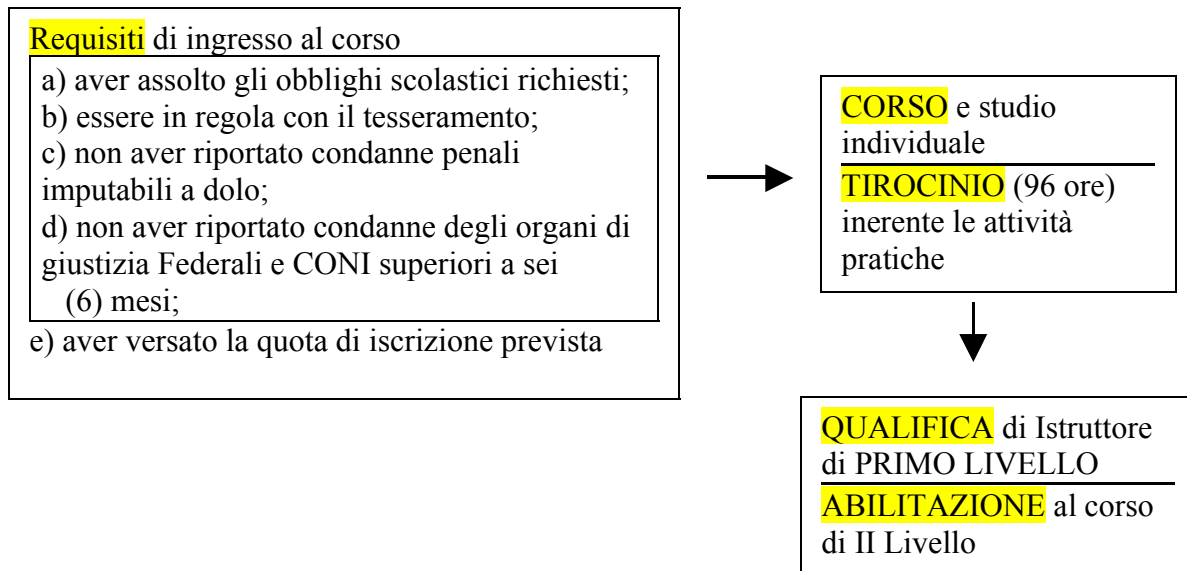 Requisiti di ingresso al corso
a) aver assolto gli obblighi scolastici richiesti;
b) essere in regola con il tesseramento;
c) non aver riportato condanne penali
imputabili a dolo;
d) non aver riportato condanne degli organi di
giustizia Federali e CONI superiori a sei
(6) mesi;
e) aver versato la quota di iscrizione prevista
CORSO e studio
individuale
TIROCINIO (96 ore)
inerente le attività
pratiche
QUALIFICA di Istruttore
di PRIMO LIVELLO
ABILITAZIONE al corso
di II Livello